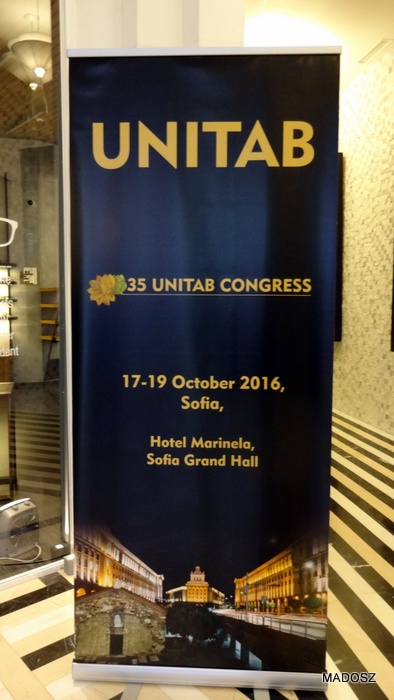 UNITAB
35 UNITAB CONGRESS
17-19 October 2016,
Sofia,
Hotel Marinela,
Sofia Grand Hall
MADOSZ